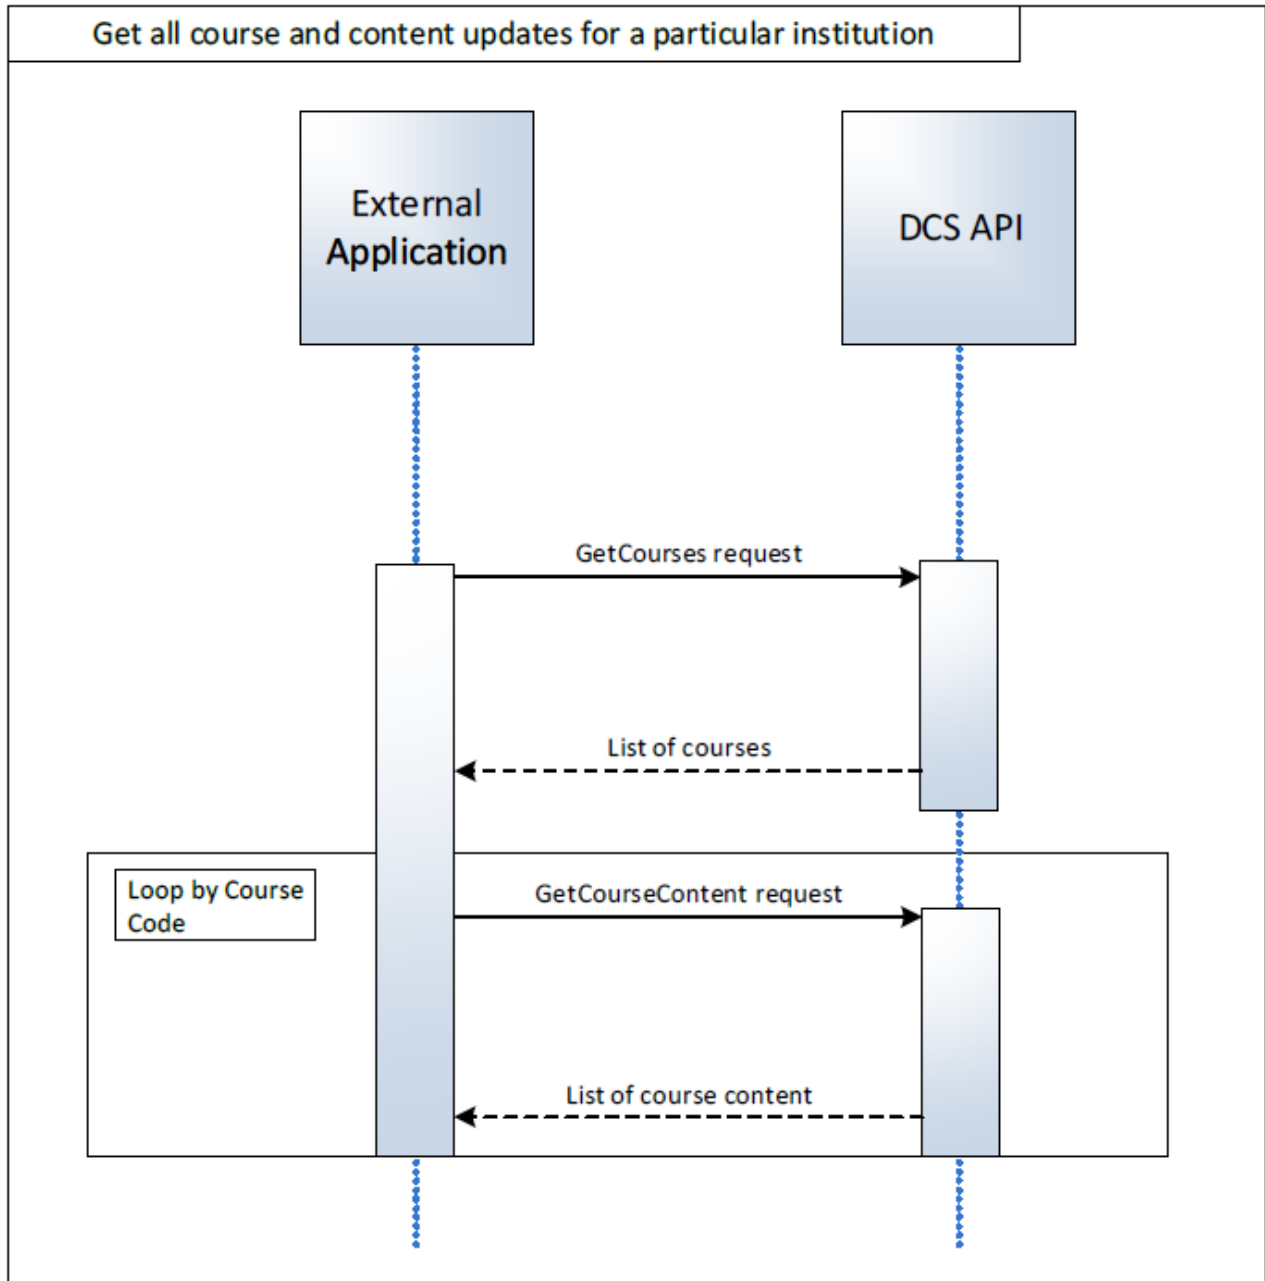 Get all course and content updates for a particular institution
External
Application
DCS API
GetCourses request
List of courses
Loop by Course
Code
GetCourseContent request
List of course content